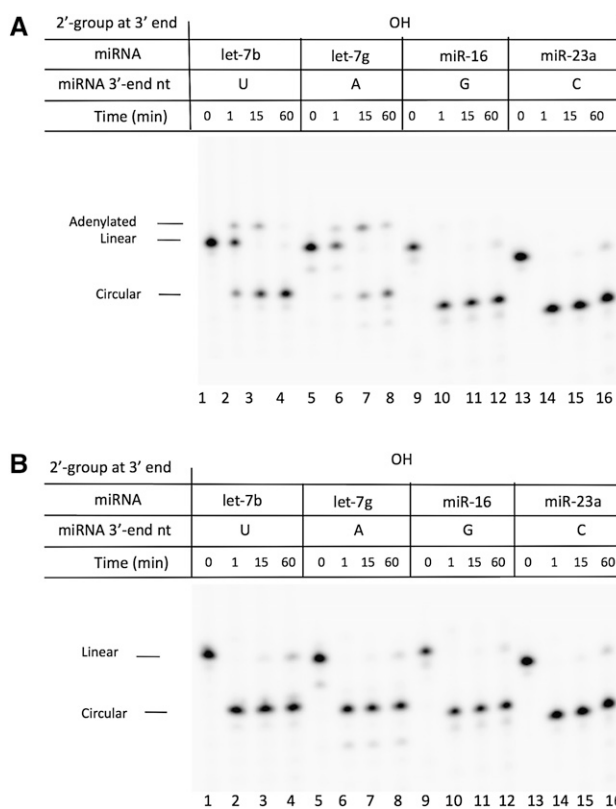 A
2’-group at 3’ end OH
miRNA let-7b let-7g miR-16 miR-23a
miRNA 3’-end nt U A G C
Time (min) 0 1 15 60 0 1 15 60 0 1 15 60 0 1 15 60
Adenylated
Linear
Circular
1 2 3 4 5 6 7 8 9 10 11 12 13 14 15 16
B
2’-group at 3’ end OH
miRNA let-7b let-7g miR-16 miR-23a
miRNA 3’-end nt U A G C
Time (min) 0 1 15 60 0 1 15 60 0 1 15 60 0 1 15 60
Linear
Circular
1 2 3 4 5 6 7 8 9 10 11 12 13 14 15 16